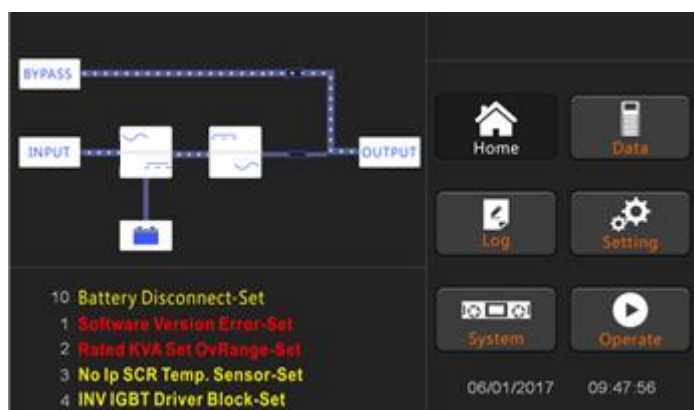 BYPASS
INPUT
OUTPUT
Home
Data
Log
Setting
System
Operate
10 Battery Disconnect-Set
1 Software Version Error-Set
2 Rated KVA Set OvRange-Set
3 No Ip SCR Temp. Sensor-Set
4 INV IGBT Driver Block-Set
06/01/2017 09:47:56